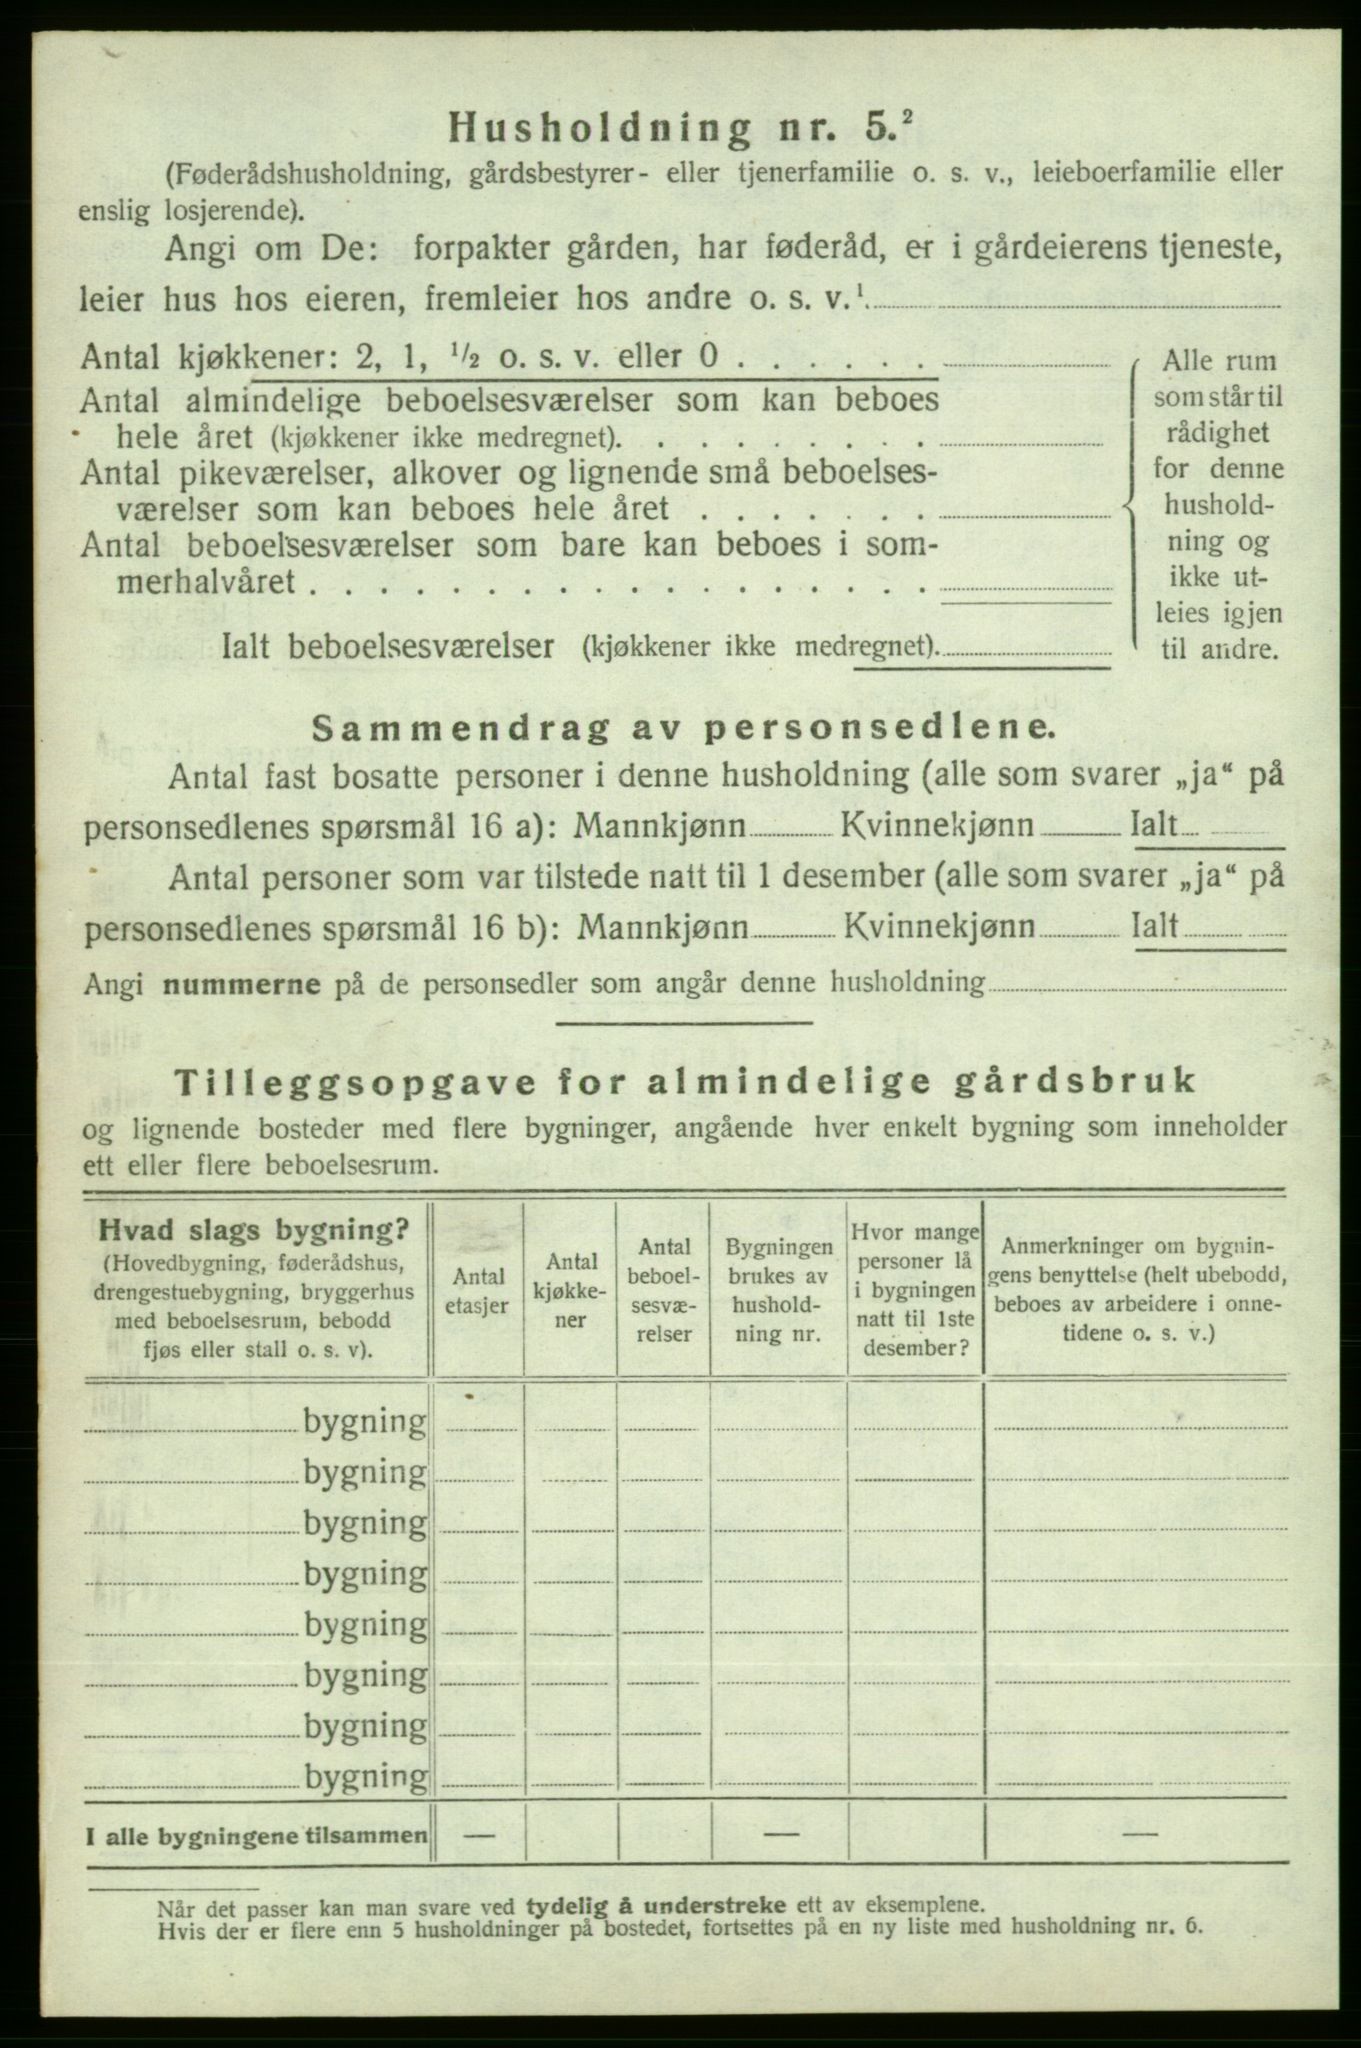 Husholdning nr. 5.²
(Føderådshusholdning, gårdsbestyrer- eller tjenerfamilie o. s. v., leieboerfamilie eller
enslig losjerende).
Angi om De: forpakter gården, har føderåd, er i gårdeierens tjeneste,
leier hus hos eieren, fremleier hos andre o. s. v.¹
Antal kjøkkener: 2, 1, ½ o. s. v. eller 0 . . . . . .
Antal almindelige beboelsesværelser som kan beboes
hele året (kjøkkener ikke medregnet). . . . . . . . .
Antal pikeværelser, alkover og lignende små beboelses-
værelser som kan beboes hele året . . . . . . .
Antal beboelsesværelser som bare kan beboes i som-
merhalvåret . . . . . . . . . . . . . . . . . .
Ialt beboelsesværelser (kjøkkener ikke medregnet).
Alle rum
som står til
rådighet
for denne
hushold-
ning og
ikke ut-
leies igjen
til andre.
Sammendrag av personsedlene.
Antal fast bosatte personer i denne husholdning (alle som svarer „ja“ på
personsedlenes spørsmål 16 a): Mannkjønn Kvinnekjønn Ialt
Antal personer som var tilstede natt til 1 desember (alle som svarer „ja“ på
personsedlenes spørsmål 16 b): Mannkjønn Kvinnekjønn Ialt
Angi nummerne på de personsedler som angår denne husholdning
Tilleggsopgave for almindelige gårdsbruk
og lignende bosteder med flere bygninger, angående hver enkelt bygning som inneholder
ett eller flere beboelsesrum.
Hvad slags bygning?
(Hovedbygning, føderådshus,
drengestuebygning, bryggerhus
med beboelsesrum, bebodd
fjøs eller stall o. s. v).
Antal
etasjer
Antal
kjøkke-
ner
Antal
beboel-
sesvæ-
relser
Bygningen
brukes av
hushold-
ning nr.
Hvor mange
personer lå
i bygningen
natt til 1ste
desember?
Anmerkninger om bygnin-
gens benyttelse (helt ubebodd,
beboes av arbeidere i onne-
tidene o. s. v.)
bygning
bygning
bygning
bygning
bygning
bygning
bygning
bygning
I alle bygningene tilsammen — — —
Når det passer kan man svare ved tydelig å understreke ett av eksemplene.
Hvis der er flere enn 5 husholdninger på bostedet, fortsettes på en ny liste med husholdning nr. 6.